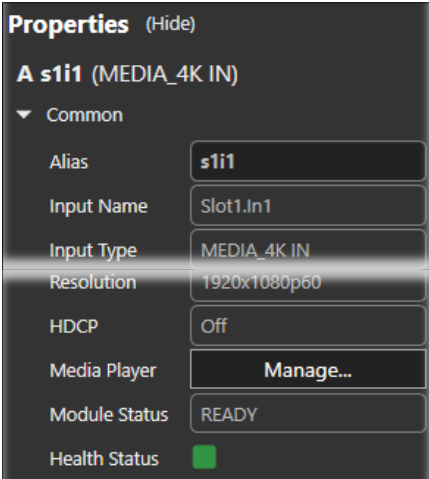 Properties (Hide)
A s1i1 (MEDIA_4K IN)
Common
Alias s1i1
Input Name Slot1.In1
Input Type MEDIA_4K IN
Resolution 1920x1080p60
HDCP Off
Media Player Manage...
Module Status READY
Health Status